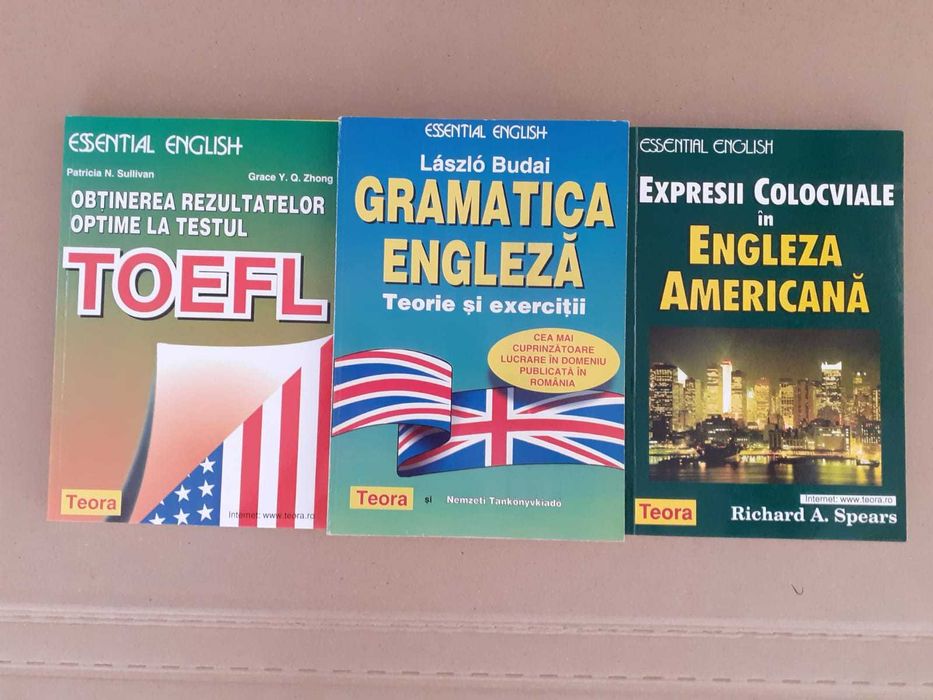 ESSENTIAL ENGLISH
Patricia N. Sullivan
Grace Y. Q. Zhong
OBȚINEREA REZULTATELOR
OPTIME LA TESTUL
TOEFL
Teora
Internet: www.teora.ro
ESSENTIAL ENGLISH
László Budai
GRAMATICA
ENGLEZĂ
Teorie și exerciții
CEA MAI
CUPRINZĂTOARE
LUCRARE ÎN DOMENIU
PUBLICATĂ ÎN
ROMÂNIA
Teora și Nemzeti Tankönyvkiadó
ESSENTIAL ENGLISH
EXPRESII COLOCVIALE
în
ENGLEZA
AMERICANĂ
Internet: www.teora.ro
Teora
Richard A. Spears